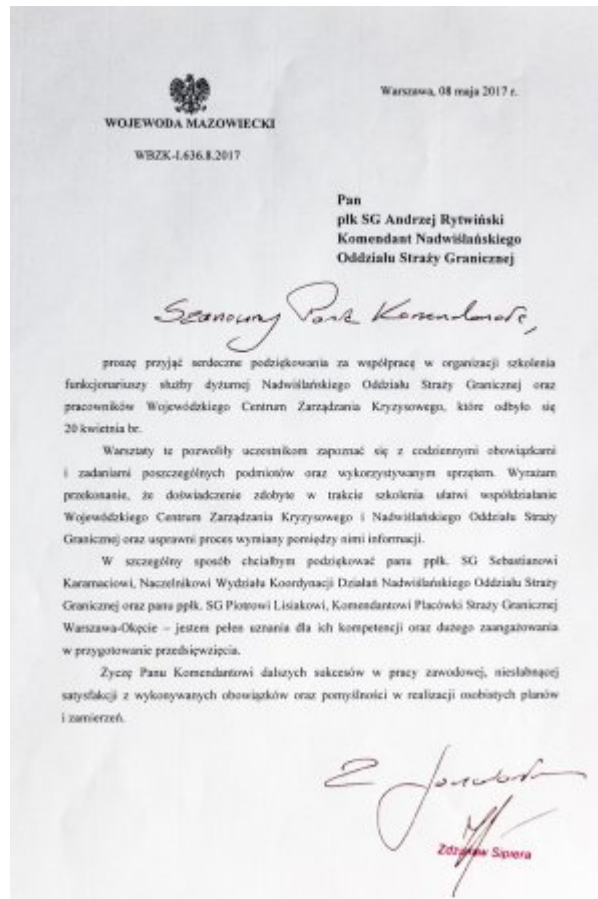 Warszawa, 08 maja 2017 r.
WOJEWODA MAZOWIECKI
WBZK-I.636.8.2017
Pan
płk SG Andrzej Rytwiński
Komendant Nadwiślańskiego
Oddziału Straży Granicznej
Szanowny Panie Komendancie,
proszę przyjąć serdeczne podziękowania za współpracę w organizacji szkolenia
funkcjonariuszy służby dyżurnej Nadwiślańskiego Oddziału Straży Granicznej oraz
pracowników Wojewódzkiego Centrum Zarządzania Kryzysowego, które odbyło się
20 kwietnia br.
Warsztaty te pozwoliły uczestnikom zapoznać się z codziennymi obowiązkami
i zadaniami poszczególnych podmiotów oraz wykorzystywanym sprzętem. Wyrażam
przekonanie, że doświadczenie zdobyte w trakcie szkolenia ułatwi współdziałanie
Wojewódzkiego Centrum Zarządzania Kryzysowego i Nadwiślańskiego Oddziału Straży
Granicznej oraz usprawni proces wymiany pomiędzy nimi informacji.
W szczególny sposób chciałbym podziękować panu ppłk. SG Sebastianowi
Karamaciowi, Naczelnikowi Wydziału Koordynacji Działań Nadwiślańskiego Oddziału Straży
Granicznej oraz panu ppłk. SG Piotrowi Lisiakowi, Komendantowi Placówki Straży Granicznej
Warszawa-Okęcie – jestem pełen uznania dla ich kompetencji oraz dużego zaangażowania
w przygotowanie przedsięwzięcia.
Życzę Panu Komendantowi dalszych sukcesów w pracy zawodowej, niesłabnącej
satysfakcji z wykonywanych obowiązków oraz pomyślności w realizacji osobistych planów
i zamierzeń.
Z
Zdzisław Sipiera